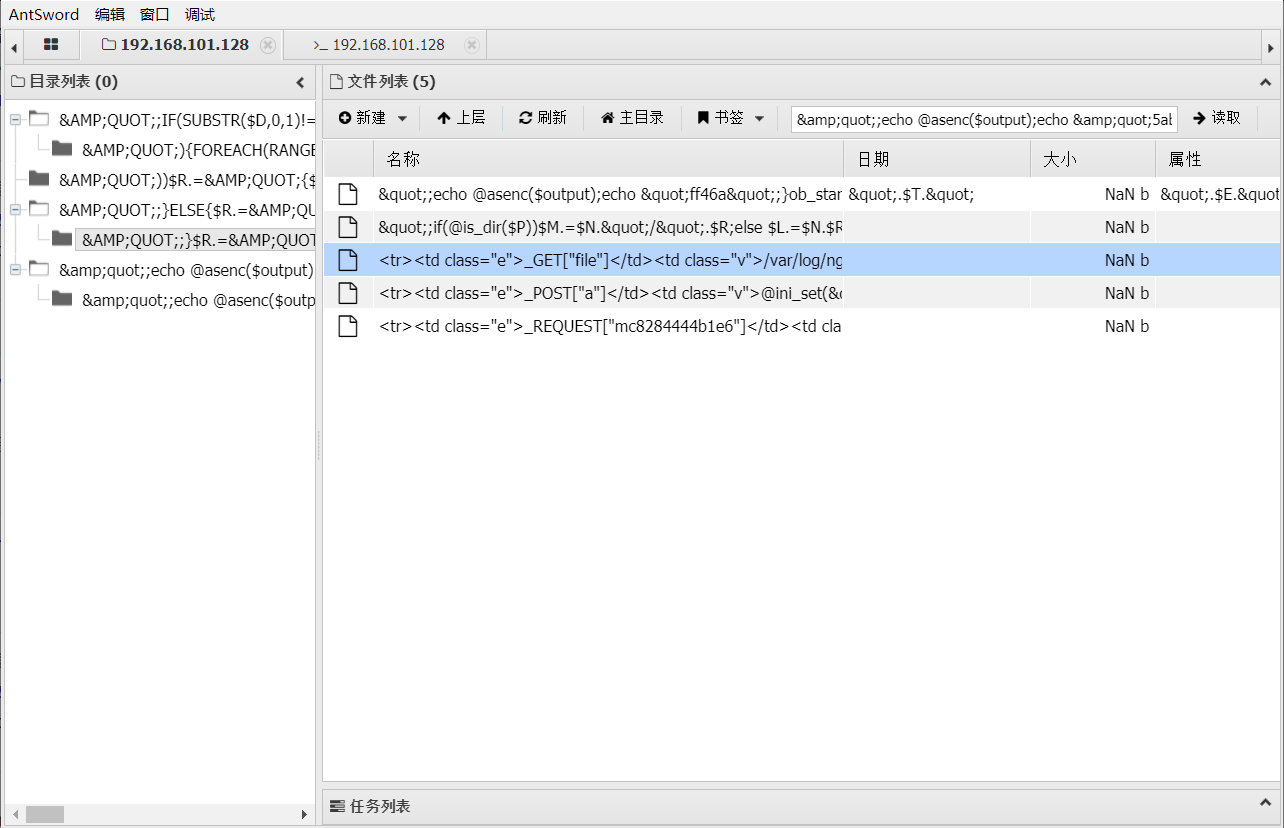 AntSword 编辑 窗口 调试
192.168.101.128 >_ 192.168.101.128
目录列表 (0)
&AMP;QUOT;;IF(SUBSTR($D,0,1)!=
&AMP;QUOT;){FOREACH(RANGE
&AMP;QUOT;))$R.=&AMP;QUOT;{$
&AMP;QUOT;;}ELSE{$R.=&AMP;QU
&AMP;QUOT;;}$R.=&AMP;QUOT
&amp;quot;;echo @asenc($output)
&amp;quot;;echo @asenc($outp
文件列表 (5)
新建 上层 刷新 主目录 书签 &amp;quot;;echo @asenc($output);echo &amp;quot;5ab 读取
名称 日期 大小 属性
&quot;;echo @asenc($output);echo &quot;ff46a&quot;;}ob_star &quot;.$T.&quot; NaN b &quot;.$E.&quot
&quot;;if(@is_dir($P))$M.=$N.&quot;/&quot;.$R;else $L.=$N.$R NaN b
<tr><td class="e">_GET["file"]</td><td class="v">/var/log/ng NaN b
<tr><td class="e">_POST["a"]</td><td class="v">@ini_set(& NaN b
<tr><td class="e">_REQUEST["mc8284444b1e6"]</td><td cla NaN b
任务列表